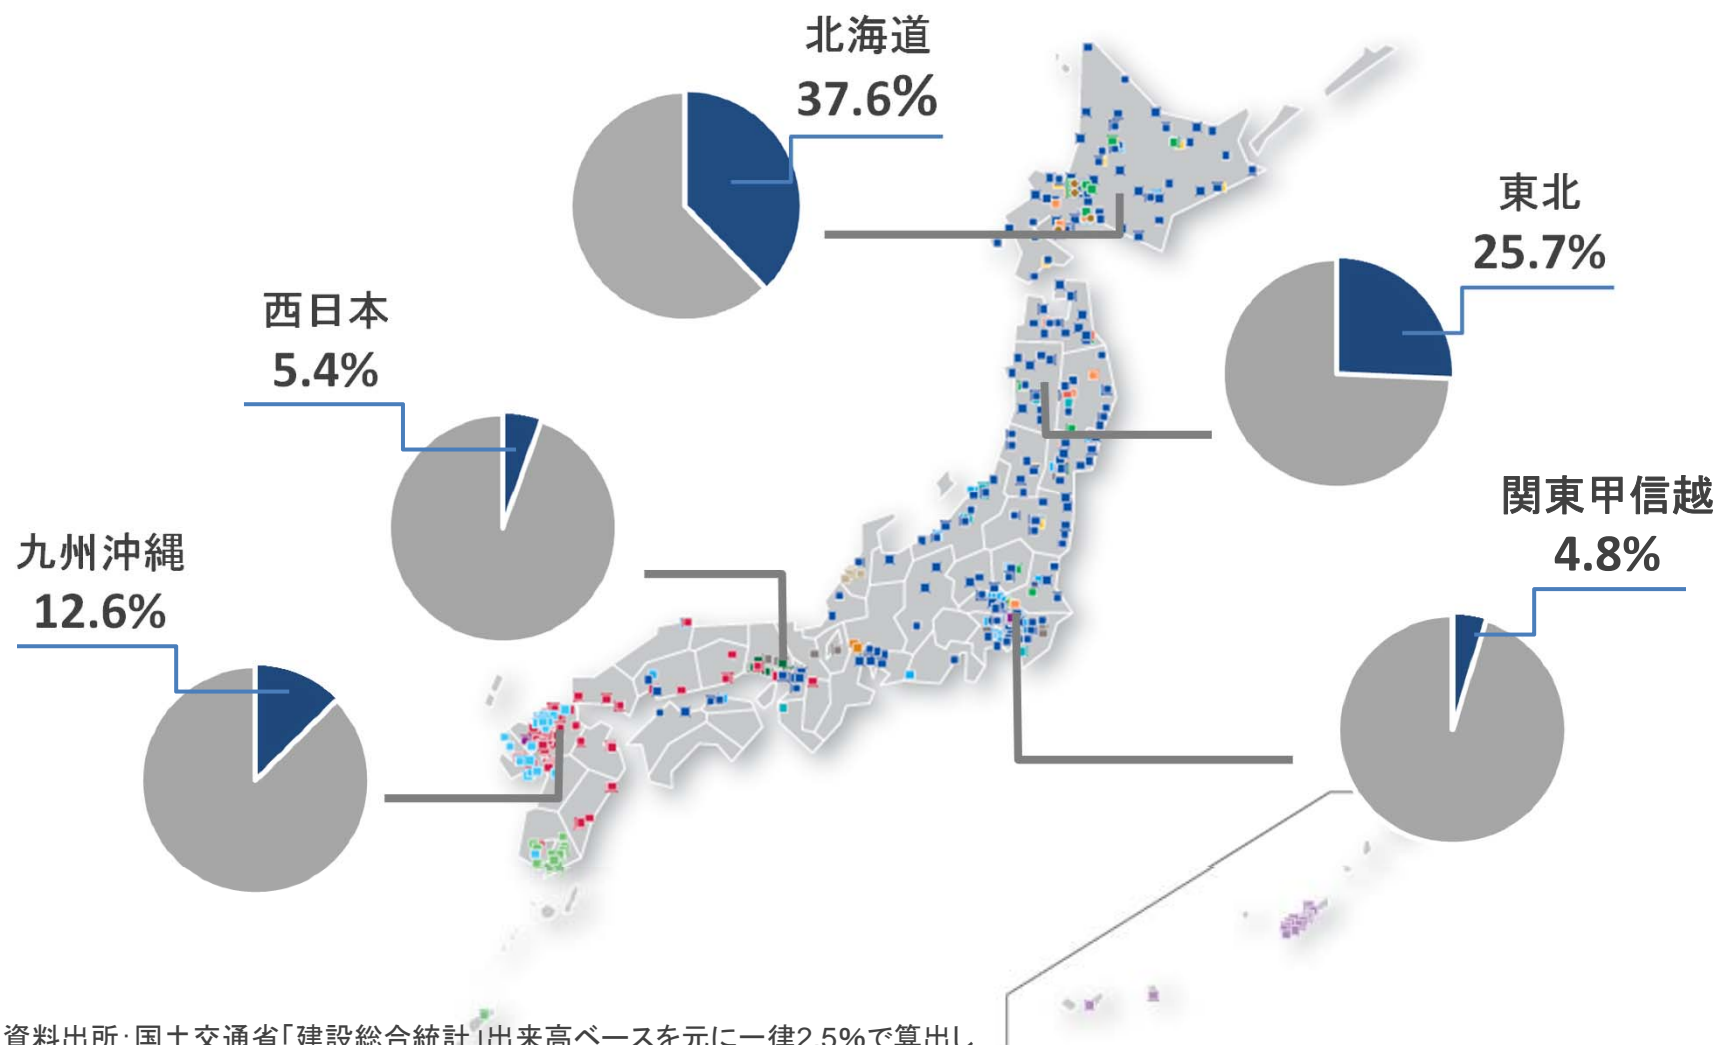 北海道
37.6%
東北
25.7%
西日本
5.4%
関東甲信越
4.8%
九州沖縄
12.6%
資料出所：国土交通省「建設総合統計」出来高ベースを元に一律2.5%で算出し